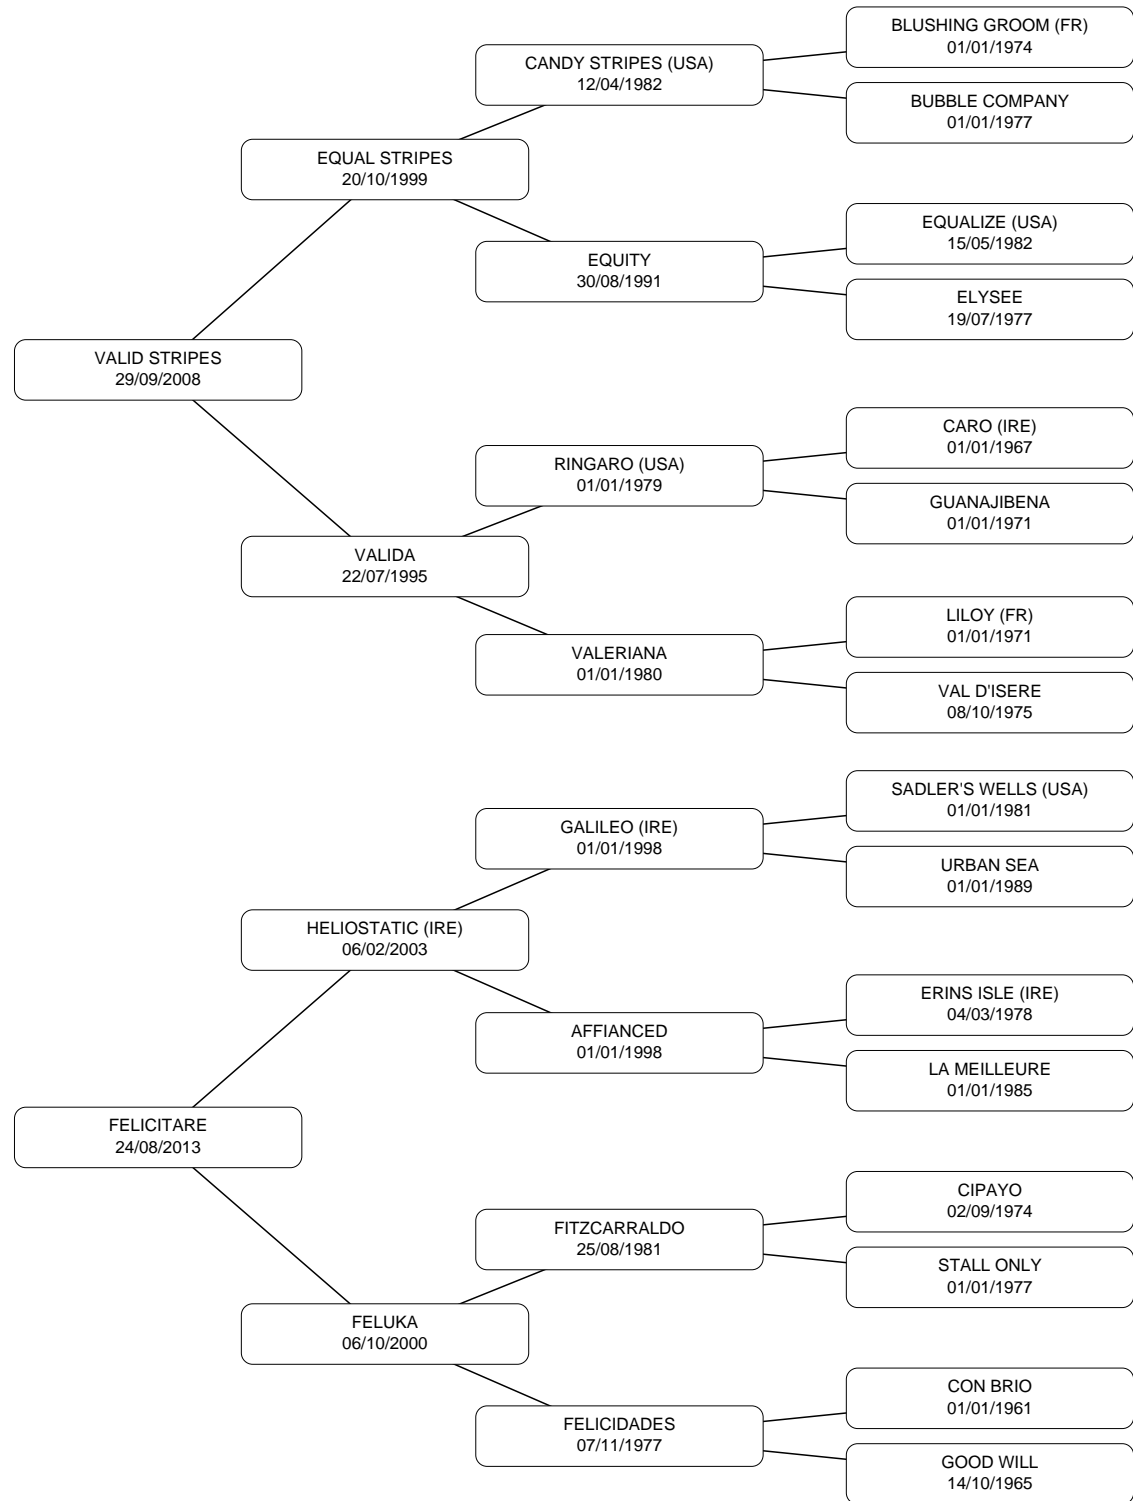 BLUSHING GROOM (FR)
01/01/1974
CANDY STRIPES (USA)
12/04/1982
BUBBLE COMPANY
01/01/1977
EQUAL STRIPES
20/10/1999
EQUALIZE (USA)
15/05/1982
EQUITY
30/08/1991
ELYSEE
19/07/1977
VALID STRIPES
29/09/2008
CARO (IRE)
01/01/1967
RINGARO (USA)
01/01/1979
GUANAJIBENA
01/01/1971
VALIDA
22/07/1995
LILOY (FR)
01/01/1971
VALERIANA
01/01/1980
VAL D'ISERE
08/10/1975
SADLER'S WELLS (USA)
01/01/1981
GALILEO (IRE)
01/01/1998
URBAN SEA
01/01/1989
HELIOSTATIC (IRE)
06/02/2003
ERINS ISLE (IRE)
04/03/1978
AFFIANCED
01/01/1998
LA MEILLEURE
01/01/1985
FELICITARE
24/08/2013
CIPAYO
02/09/1974
FITZCARRALDO
25/08/1981
STALL ONLY
01/01/1977
FELUKA
06/10/2000
CON BRIO
01/01/1961
FELICIDADES
07/11/1977
GOOD WILL
14/10/1965